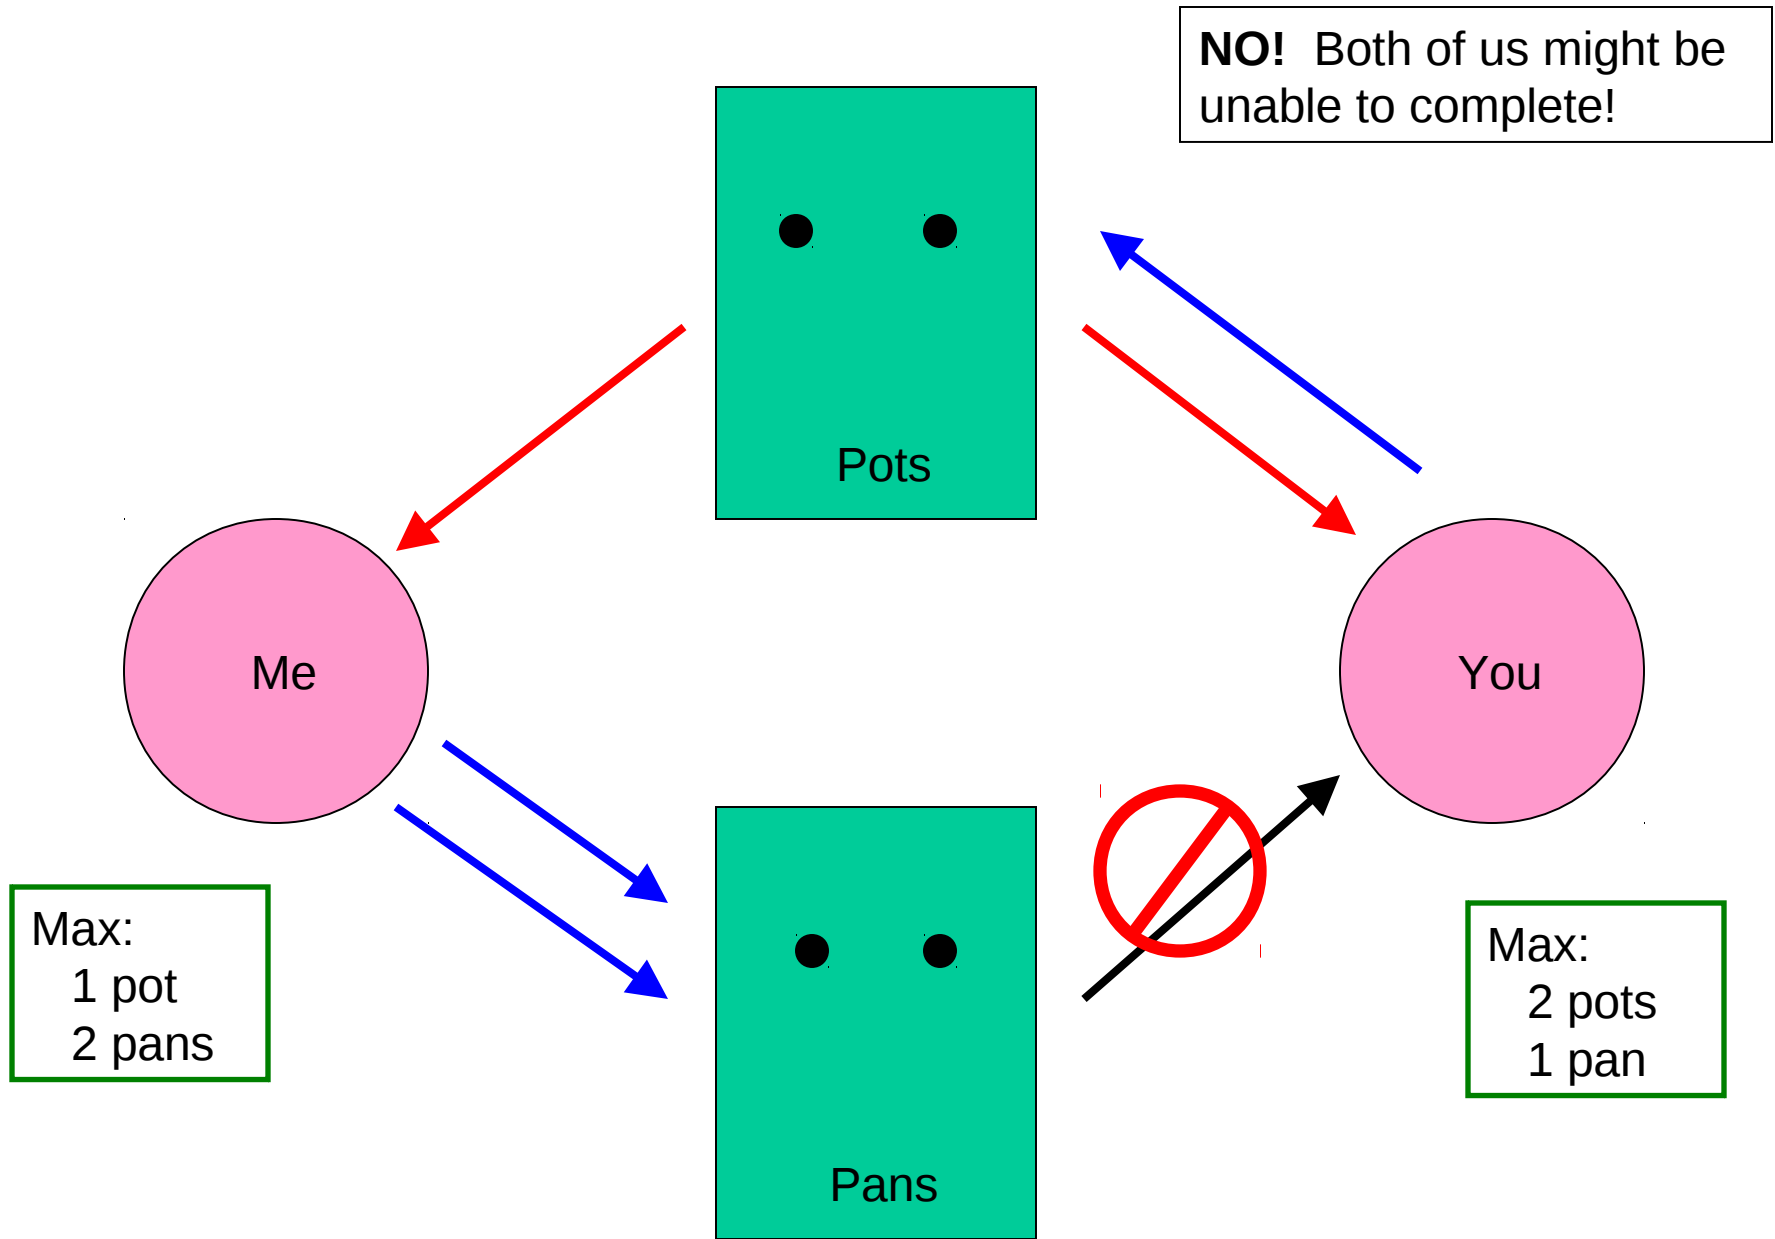 NO!  Both of us might be
unable to complete!
Pots
Me
You
Max:
1 pot
2 pans
Max:
2 pots
1 pan
Pans